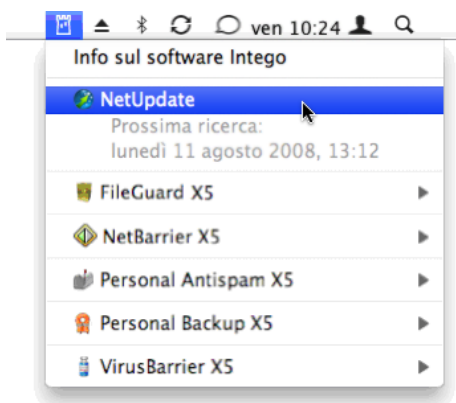 ven 10:24
Info sul software Intego
NetUpdate
Prossima ricerca:
lunedì 11 agosto 2008, 13:12
FileGuard X5
NetBarrier X5
Personal Antispam X5
Personal Backup X5
VirusBarrier X5